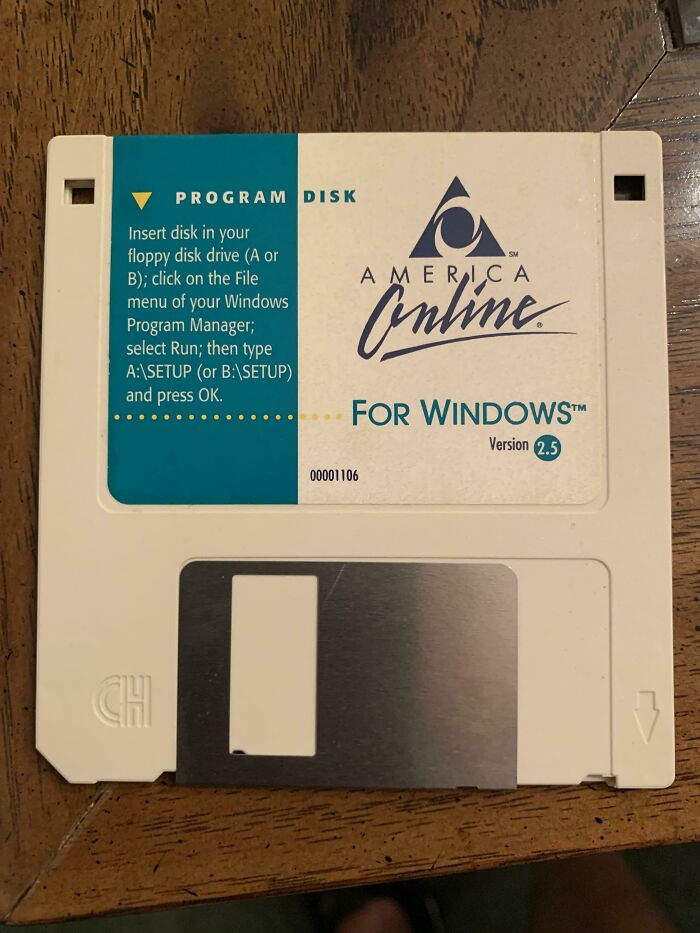 PROGRAM DISK
Insert disk in your
floppy disk drive (A or
B); click on the File
menu of your Windows
Program Manager;
select Run; then type
A:\SETUP (or B:\SETUP)
and press OK.
SM
AMERICA
Online®
FOR WINDOWS™
Version 2.5
00001106
CH